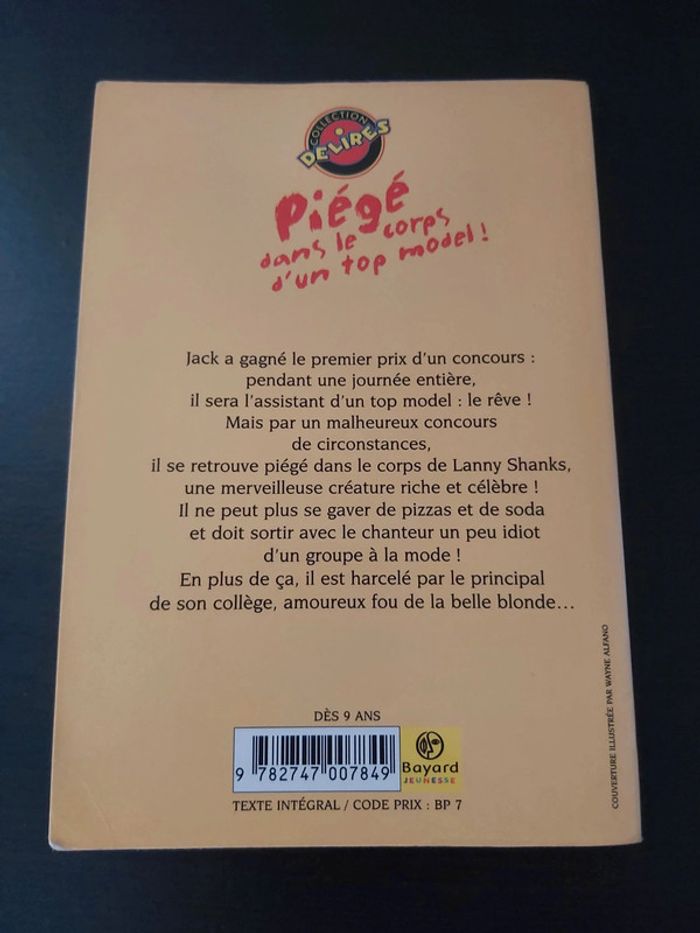 COLLECTION
DELIRES
Piégé
dans le corps
d'un top model !
Jack a gagné le premier prix d'un concours :
pendant une journée entière,
il sera l'assistant d'un top model : le rêve !
Mais par un malheureux concours
de circonstances,
il se retrouve piégé dans le corps de Lanny Shanks,
une merveilleuse créature riche et célèbre !
Il ne peut plus se gaver de pizzas et de soda
et doit sortir avec le chanteur un peu idiot
d'un groupe à la mode !
En plus de ça, il est harcelé par le principal
de son collège, amoureux fou de la belle blonde...
COUVERTURE ILLUSTRÉE PAR WAYNE ALFANO
DÈS 9 ANS
9 782747 007849
Bayard
JEUNESSE
TEXTE INTÉGRAL / CODE PRIX : BP 7